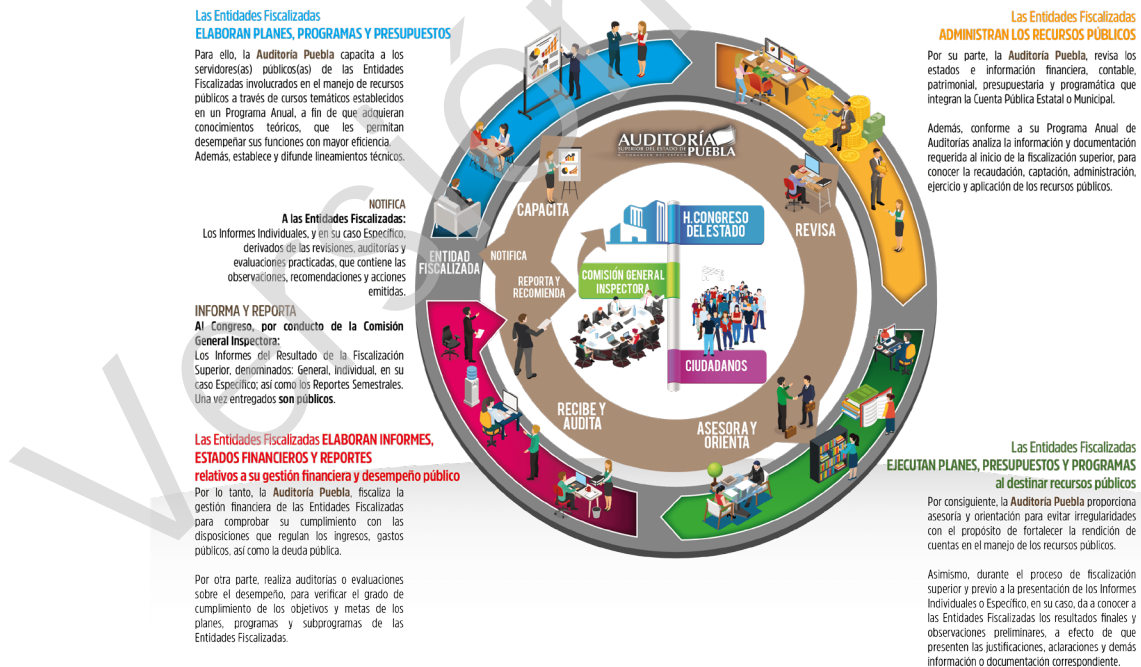 Las Entidades Fiscalizadas
ELABORAN PLANES, PROGRAMAS Y PRESUPUESTOS
Para ello, la Auditoría Puebla capacita a los
servidores(as) públicos(as) de las Entidades
Fiscalizadas involucrados en el manejo de recursos
públicos a través de cursos temáticos establecidos
en un Programa Anual, a fin de que adquieran
conocimientos teóricos, que les permitan
desempeñar sus funciones con mayor eficiencia.
Además, establece y difunde lineamientos técnicos.
NOTIFICA
A las Entidades Fiscalizadas:
Los Informes Individuales, y en su caso Específico,
derivados de las revisiones, auditorías y
evaluaciones practicadas, que contiene las
observaciones, recomendaciones y acciones
emitidas.
INFORMA Y REPORTA
Al Congreso, por conducto de la Comisión
General Inspectora:
Los Informes del Resultado de la Fiscalización
Superior, denominados: General, Individual, en su
caso Específico; así como los Reportes Semestrales.
Una vez entregados son públicos.
Las Entidades Fiscalizadas ELABORAN INFORMES,
ESTADOS FINANCIEROS Y REPORTES
relativos a su gestión financiera y desempeño público
Por lo tanto, la Auditoría Puebla, fiscaliza la
gestión financiera de las Entidades Fiscalizadas
para comprobar su cumplimiento con las
disposiciones que regulan los ingresos, gastos
públicos, así como la deuda pública.
Por otra parte, realiza auditorías o evaluaciones
sobre el desempeño, para verificar el grado de
cumplimiento de los objetivos y metas de los
planes, programas y subprogramas de las
Entidades Fiscalizadas.
AUDITORÍA
SUPERIOR DEL ESTADO DE PUEBLA
H. CONGRESO DEL ESTADO
CAPACITA
H. CONGRESO
DEL ESTADO
REVISA
ENTIDAD
FISCALIZADA
NOTIFICA
REPORTA Y
RECOMIENDA
COMISIÓN GENERAL
INSPECTORA
CIUDADANOS
RECIBE Y
AUDITA
ASESORA Y
ORIENTA
Las Entidades Fiscalizadas
ADMINISTRAN LOS RECURSOS PÚBLICOS
Por su parte, la Auditoría Puebla, revisa los
estados e información financiera, contable,
patrimonial, presupuestaria y programática que
integran la Cuenta Pública Estatal o Municipal.
Además, conforme a su Programa Anual de
Auditorías analiza la información y documentación
requerida al inicio de la fiscalización superior, para
conocer la recaudación, captación, administración,
ejercicio y aplicación de los recursos públicos.
Las Entidades Fiscalizadas
EJECUTAN PLANES, PRESUPUESTOS Y PROGRAMAS
al destinar recursos públicos
Por consiguiente, la Auditoría Puebla proporciona
asesoría y orientación para evitar irregularidades
con el propósito de fortalecer la rendición de
cuentas en el manejo de los recursos públicos.
Asimismo, durante el proceso de fiscalización
superior y previo a la presentación de los Informes
Individuales o Específico, en su caso, da a conocer a
las Entidades Fiscalizadas los resultados finales y
observaciones preliminares, a efecto de que
presenten las justificaciones, aclaraciones y demás
información o documentación correspondiente.